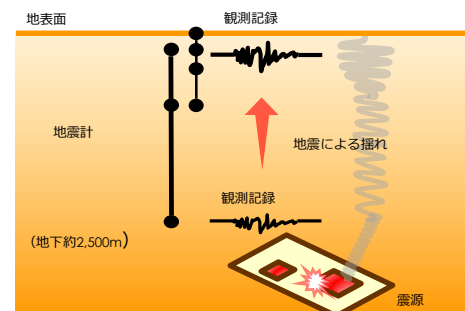 地表面
観測記録
地震計
地震による揺れ
観測記録
(地下約2,500m)
震源